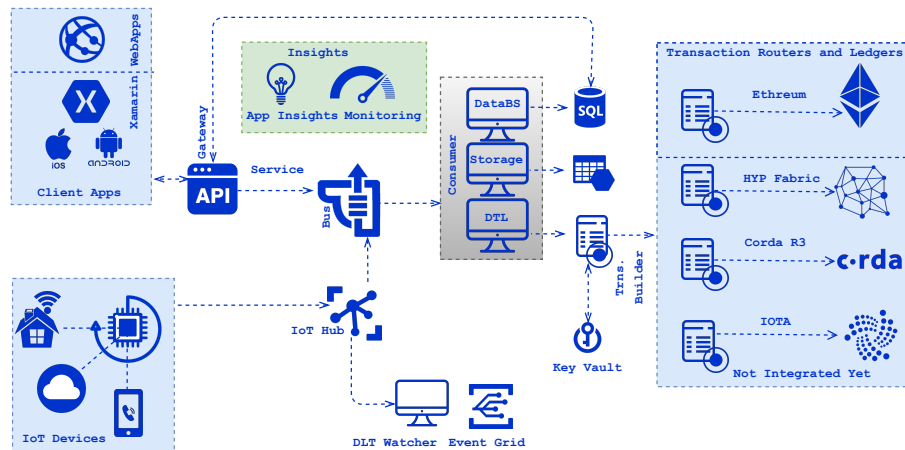 WebApps
Xamarin
iOS
android
Client Apps
Insights
App Insights Monitoring
Gateway
API
Service
Bus
Consumer
DataBS
Storage
DTL
SQL
Trns.
Builder
Key Vault
IoT Hub
IoT Devices
DLT Watcher
Event Grid
Transaction Routers and Ledgers
Ethreum
HYP Fabric
Corda R3
c·rda
IOTA
Not Integrated Yet